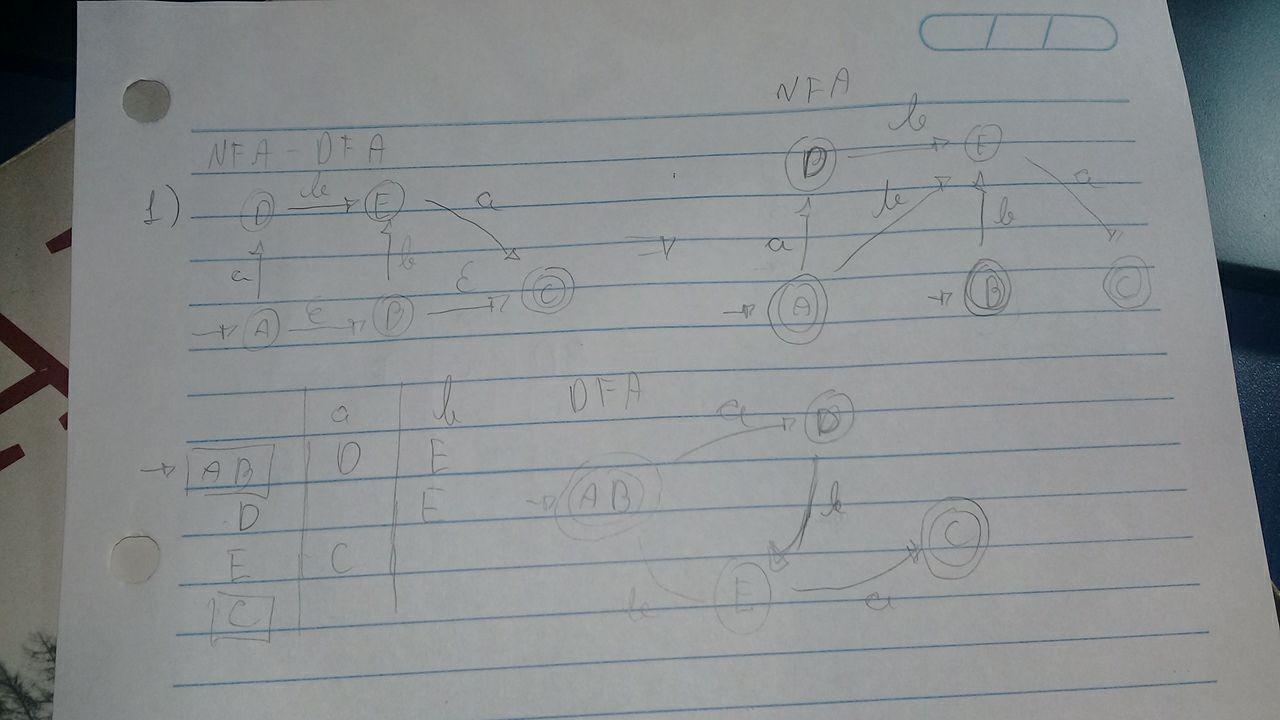 NFA
NFA - DFA
1)
D b E a
a b
A ε B ε C
D b E
a b b a
A B C
a b
AB D E
D E
E C
C
DFA
AB a D
b b
E a C